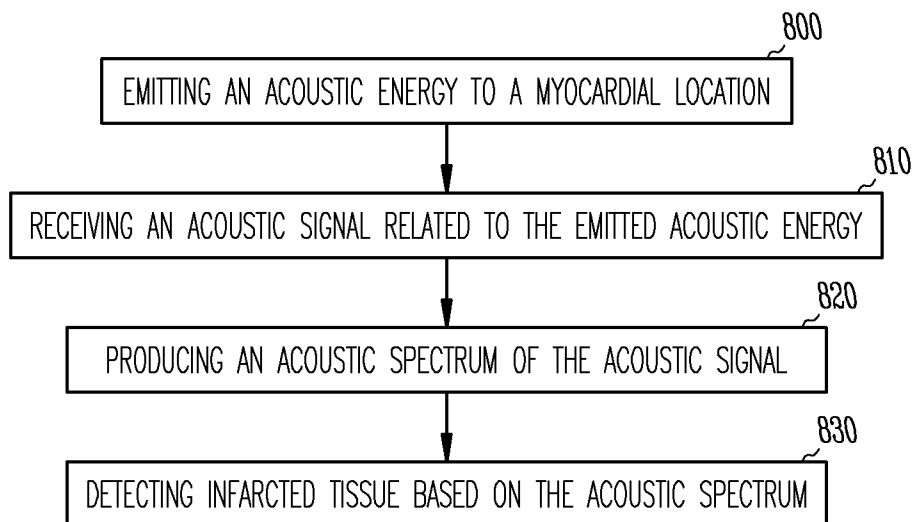 800
EMITTING AN ACOUSTIC ENERGY TO A MYOCARDIAL LOCATION
810
RECEIVING AN ACOUSTIC SIGNAL RELATED TO THE EMITTED ACOUSTIC ENERGY
820
PRODUCING AN ACOUSTIC SPECTRUM OF THE ACOUSTIC SIGNAL
830
DETECTING INFARCTED TISSUE BASED ON THE ACOUSTIC SPECTRUM